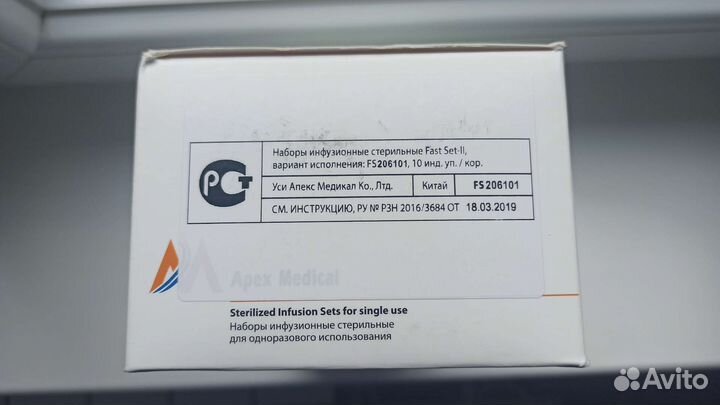 Наборы инфузионные стерильные Fast Set-II,
вариант исполнения: FS206101, 10 инд. уп. / кор.
РСТ
Уси Апекс Медикал Ко., Лтд. Китай FS206101
СМ. ИНСТРУКЦИЮ, РУ № РЗН 2016/3684 ОТ 18.03.2019
Apex Medical
Sterilized Infusion Sets for single use
Наборы инфузионные стерильные
для одноразового использования
Avito